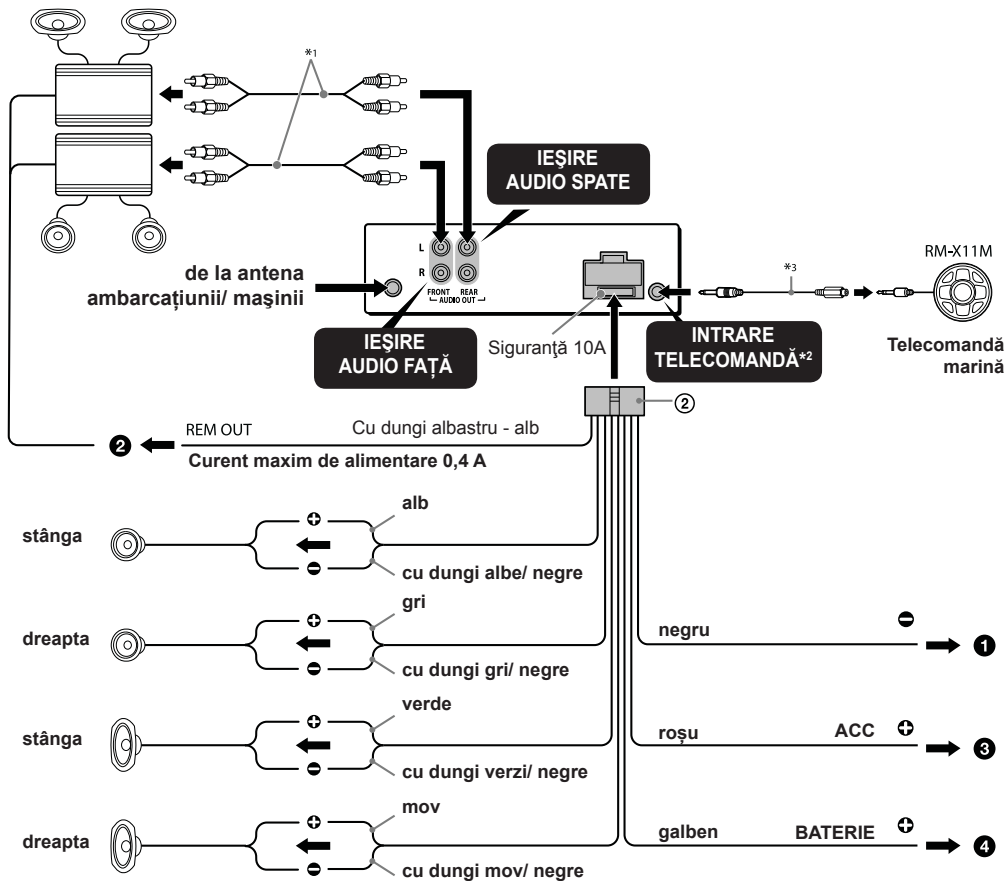 *1
IEŞIRE
AUDIO SPATE
L
R
FRONT REAR
AUDIO OUT
de la antena
ambarcațiunii/ maşinii
IEŞIRE
AUDIO FAȚĂ
Siguranţă 10A
INTRARE
TELECOMANDĂ*2
*3
RM-X11M
Telecomandă
marină
②
❷
REM OUT
Cu dungi albastru - alb
Curent maxim de alimentare 0,4 A
stânga
alb
cu dungi albe/ negre
dreapta
gri
cu dungi gri/ negre
stânga
verde
cu dungi verzi/ negre
dreapta
mov
cu dungi mov/ negre
negru
❶
roșu ACC
❸
galben BATERIE
❹